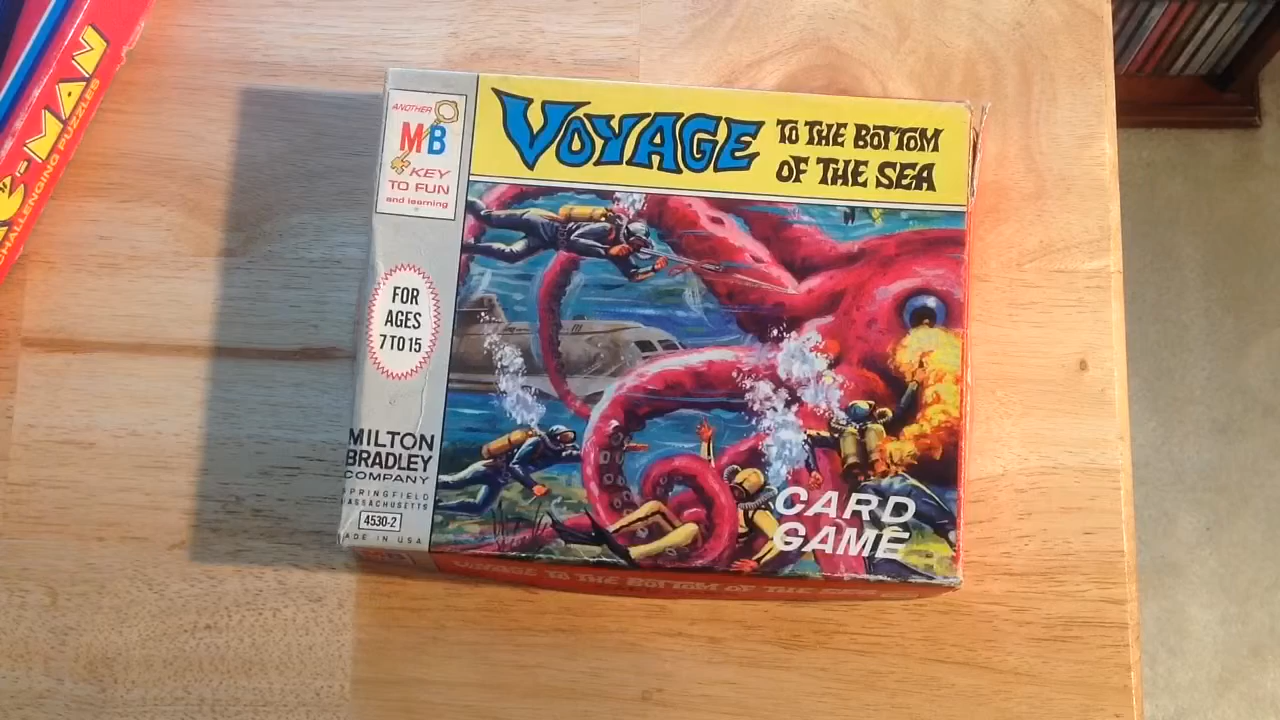 -MAN
CHALLENGING PUZZLES
ANOTHER
MB
KEY
TO FUN
and learning
VOYAGE TO THE BOTTOM
OF THE SEA
FOR
AGES
7 TO 15
MILTON
BRADLEY
COMPANY
SPRINGFIELD
MASSACHUSETTS
4530-2
MADE IN U.S.A.
CARD
GAME
VOYAGE TO THE BOTTOM OF THE SEA